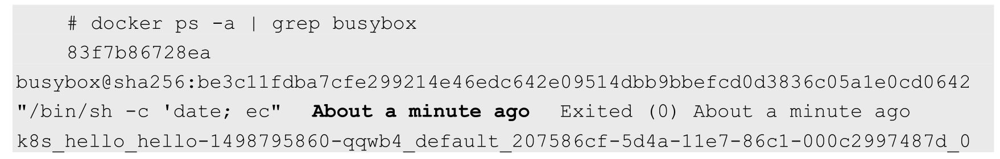 # docker ps -a | grep busybox
83f7b86728ea
busybox@sha256:be3c11fdba7cfe299214e46edc642e09514dbb9bbefcd0d3836c05a1e0cd0642
"/bin/sh -c 'date; ec" About a minute ago Exited (0) About a minute ago
k8s_hello_hello-1498795860-qqwb4_default_207586cf-5d4a-11e7-86c1-000c2997487d_0